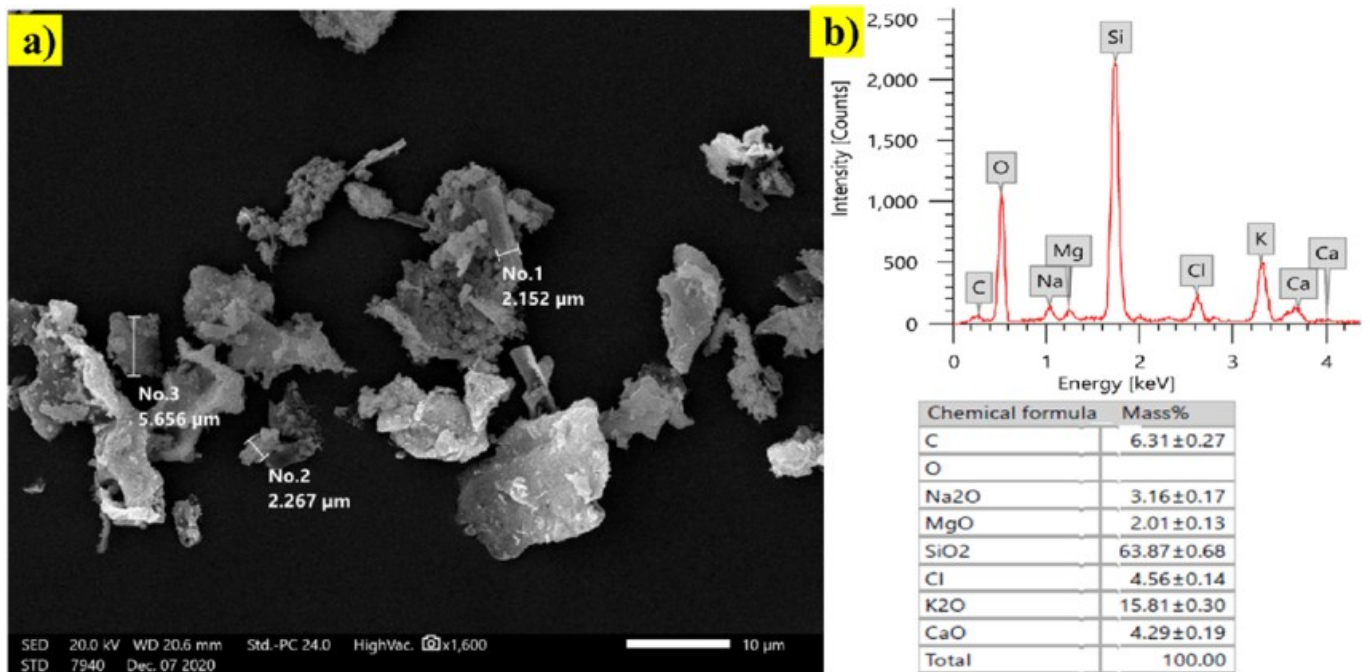 a)
No.1
2.152 µm
No.3
5.656 µm
No.2
2.267 µm
SED 20.0 kV WD 20.6 mm Std.-PC 24.0 HighVac. x1,600 10 µm
STD 7940 Dec. 07 2020
b)
2,500
2,000
1,500
1,000
500
0
Intensity [Counts]
C
O
Na
Mg
Si
Cl
K
Ca
Ca
0 1 2 3 4
Energy [keV]
Chemical formula Mass%
C 6.31±0.27
O
Na2O 3.16±0.17
MgO 2.01±0.13
SiO2 63.87±0.68
Cl 4.56±0.14
K2O 15.81±0.30
CaO 4.29±0.19
Total 100.00